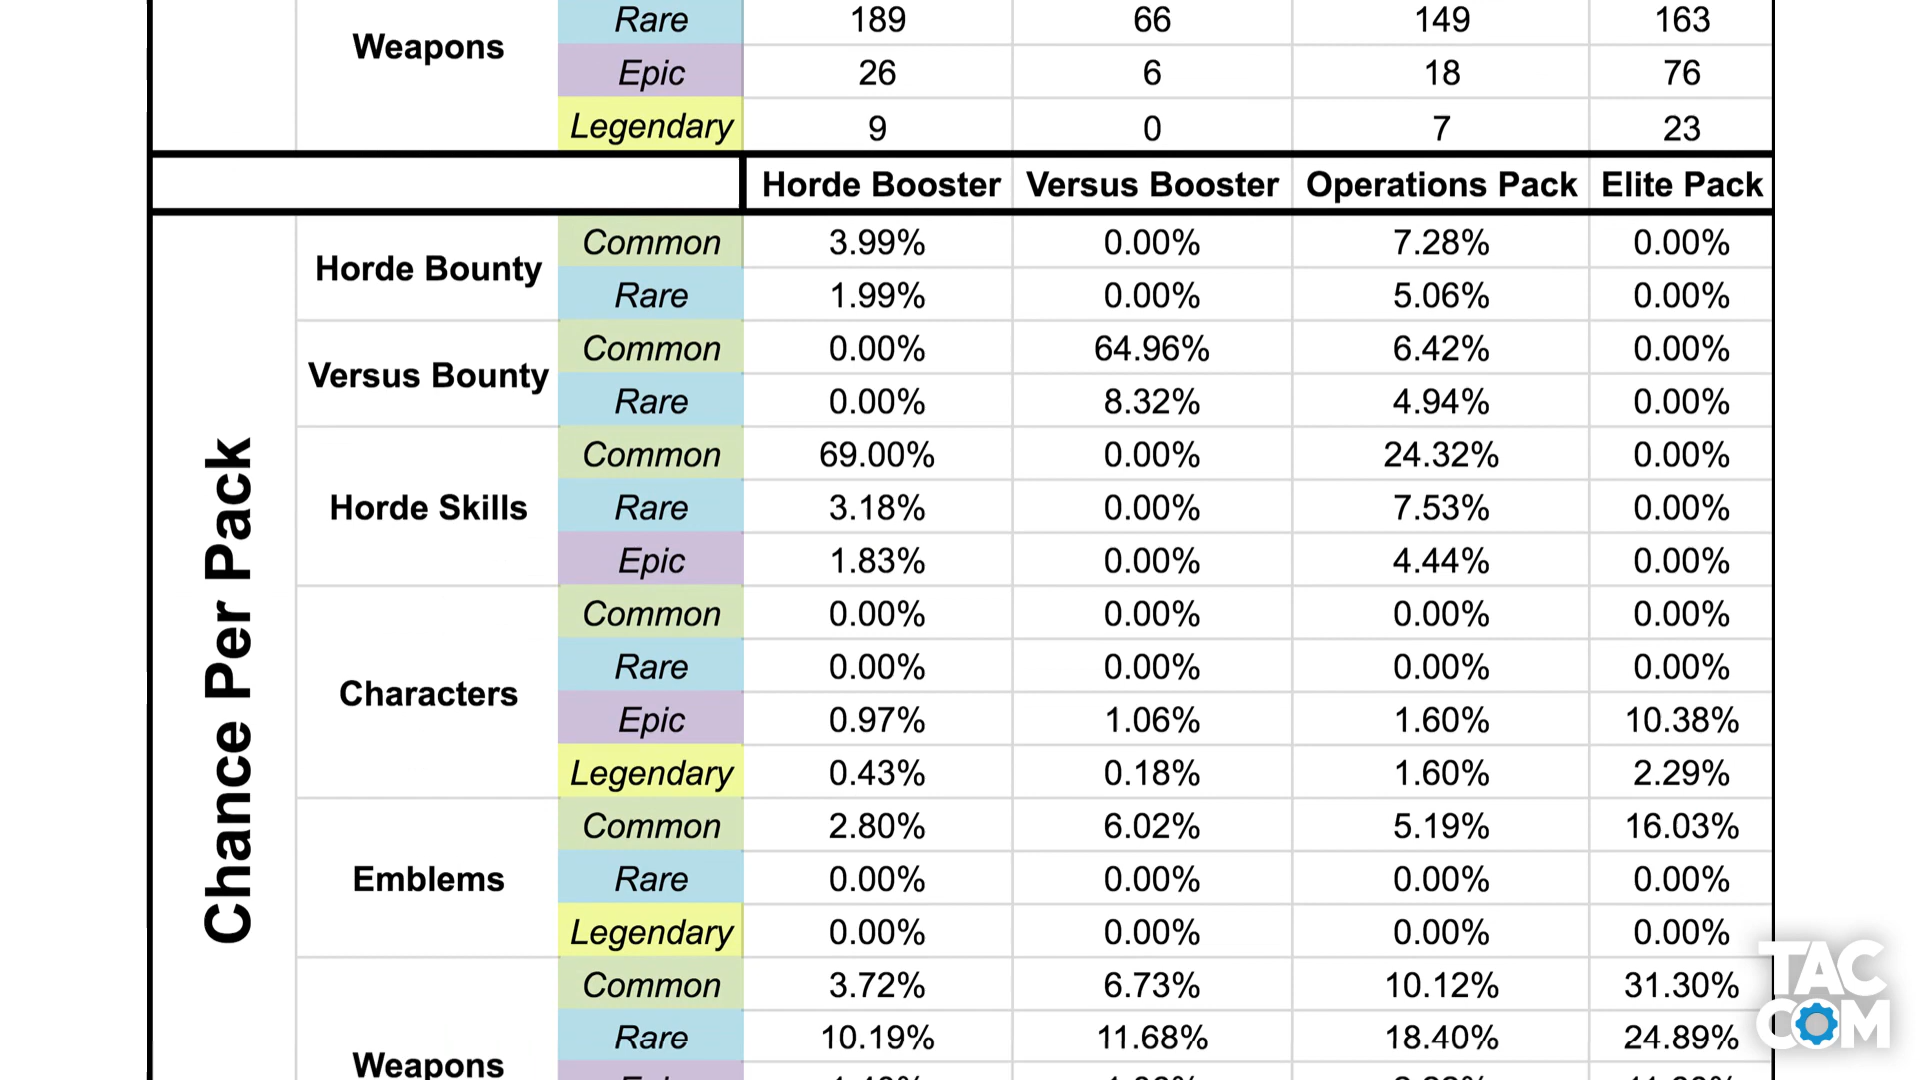 Weapons
Rare 189 66 149 163
Epic 26 6 18 76
Legendary 9 0 7 23
Horde Booster Versus Booster Operations Pack Elite Pack
Chance Per Pack
Horde Bounty
Common 3.99% 0.00% 7.28% 0.00%
Rare 1.99% 0.00% 5.06% 0.00%
Versus Bounty
Common 0.00% 64.96% 6.42% 0.00%
Rare 0.00% 8.32% 4.94% 0.00%
Horde Skills
Common 69.00% 0.00% 24.32% 0.00%
Rare 3.18% 0.00% 7.53% 0.00%
Epic 1.83% 0.00% 4.44% 0.00%
Characters
Common 0.00% 0.00% 0.00% 0.00%
Rare 0.00% 0.00% 0.00% 0.00%
Epic 0.97% 1.06% 1.60% 10.38%
Legendary 0.43% 0.18% 1.60% 2.29%
Emblems
Common 2.80% 6.02% 5.19% 16.03%
Rare 0.00% 0.00% 0.00% 0.00%
Legendary 0.00% 0.00% 0.00% 0.00%
Weapons
Common 3.72% 6.73% 10.12% 31.30%
Rare 10.19% 11.68% 18.40% 24.89%
TAC
COM